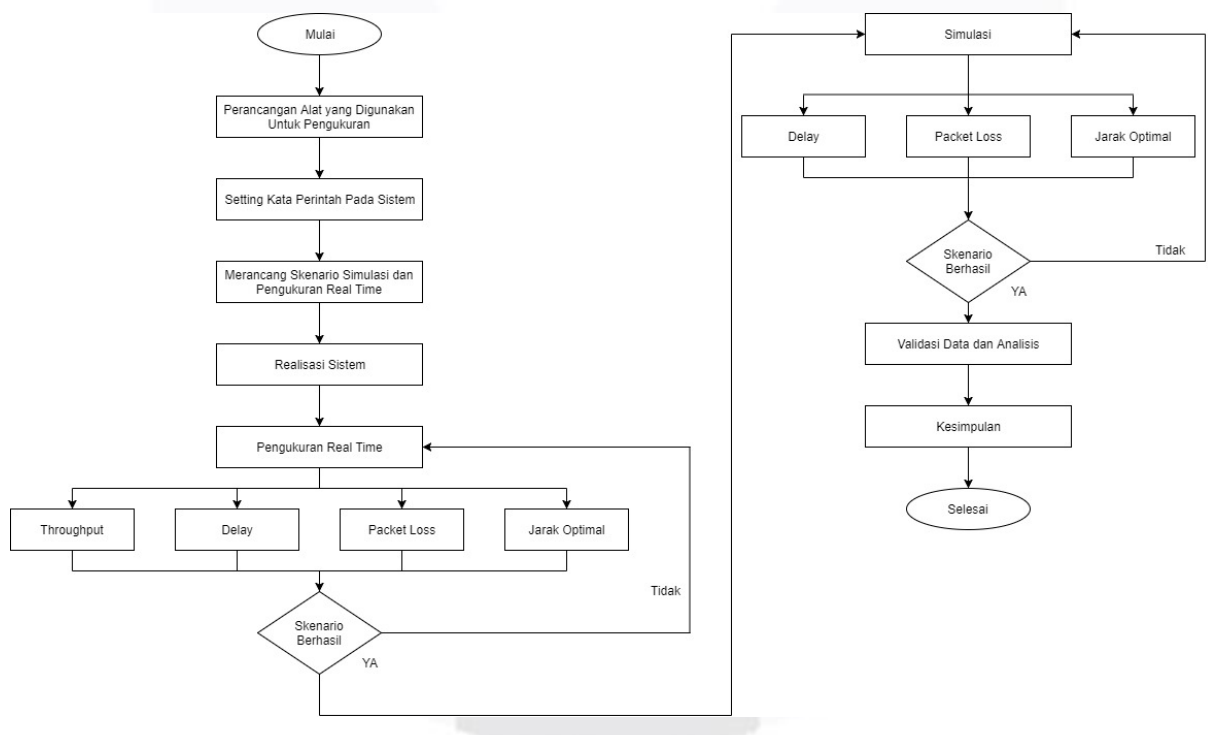 Mulai
Perancangan Alat yang Digunakan
Untuk Pengukuran
Setting Kata Perintah Pada Sistem
Merancang Skenario Simulasi dan
Pengukuran Real Time
Realisasi Sistem
Pengukuran Real Time
Throughput
Delay
Packet Loss
Jarak Optimal
Tidak
Skenario
Berhasil
YA
Simulasi
Delay
Packet Loss
Jarak Optimal
Skenario
Berhasil
Tidak
YA
Validasi Data dan Analisis
Kesimpulan
Selesai